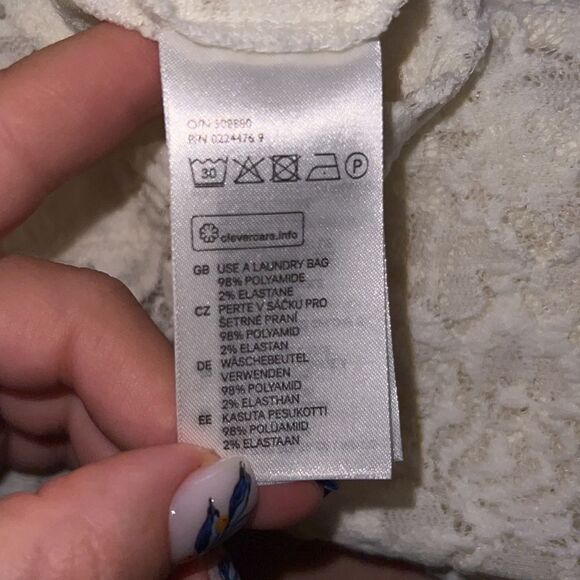 O/N 509890
P/N 0224476 9
30
P
clevercare.info
GB USE A LAUNDRY BAG
98% POLYAMIDE
2% ELASTANE
CZ PERTE V SÁČKU PRO
ŠETRNÉ PRANÍ
98% POLYAMID
2% ELASTAN
DE WÄSCHEBEUTEL
VERWENDEN
98% POLYAMID
2% ELASTHAN
EE KASUTA PESUKOTTI
98% POLÜAMIID
2% ELASTAAN